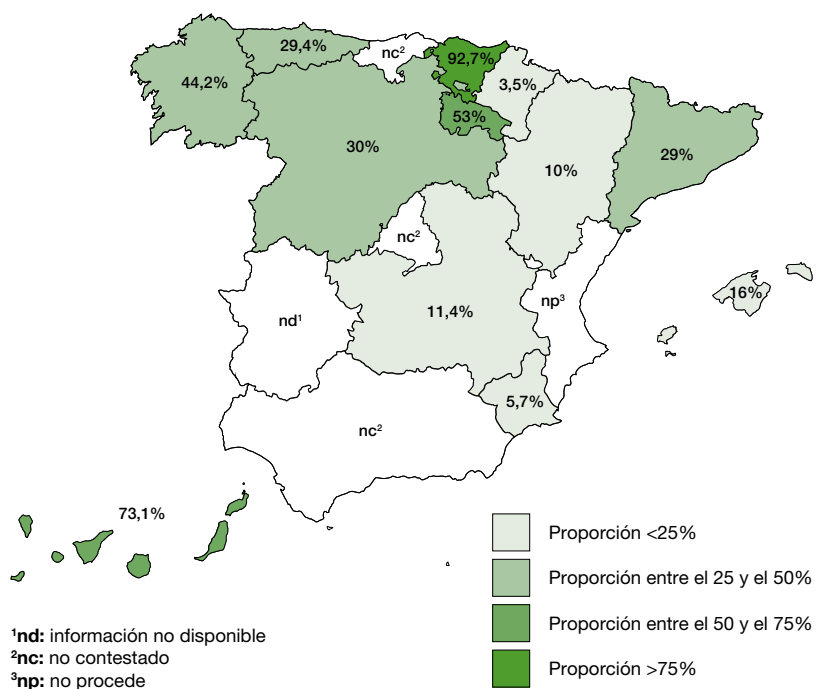 29,4%
nc²
92,7%
44,2%
3,5%
53%
30%
10%
29%
nc²
16%
np³
11,4%
nd¹
5,7%
nc²
73,1%
Proporción <25%
Proporción entre el 25 y el 50%
Proporción entre el 50 y el 75%
Proporción >75%
¹nd: información no disponible
²nc: no contestado
³np: no procede